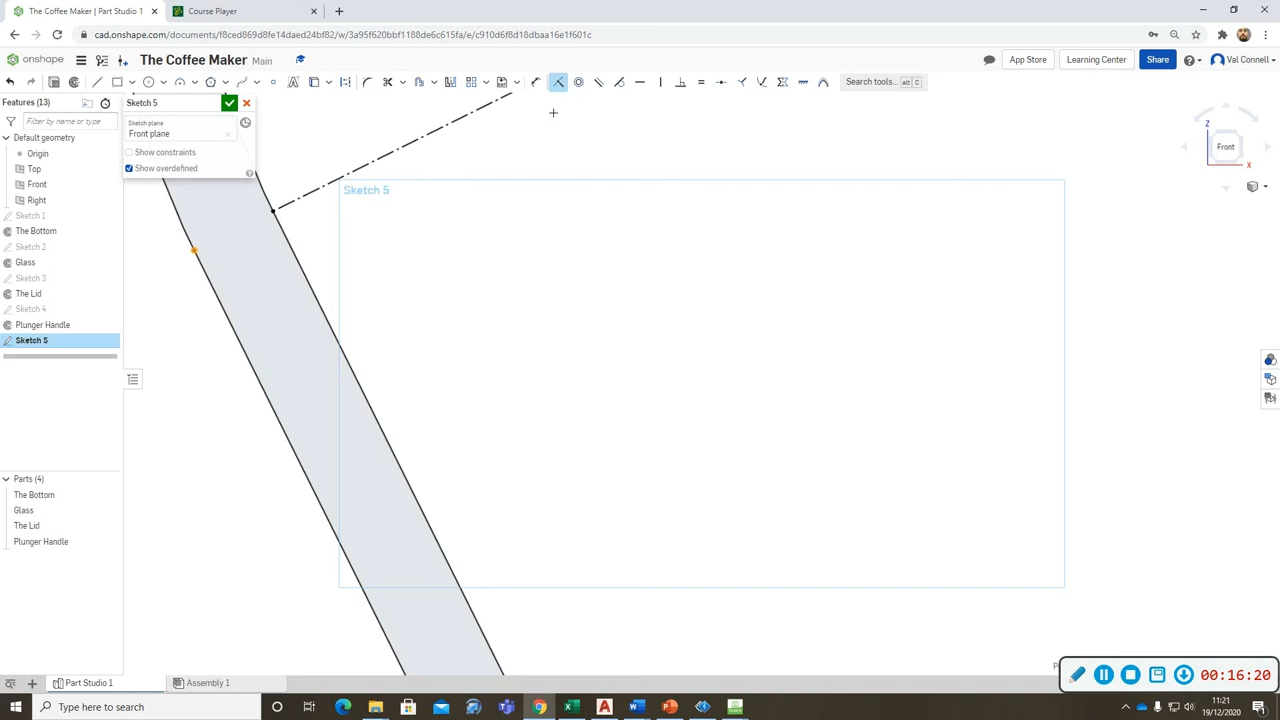 The Coffee Maker | Part Studio 1
Course Player
cad.onshape.com/documents/f8ced869d8fe14daed24bf82/w/3a95f620bbf1188de6c615fa/e/c910d6f8d18dbaa16e1f601c
onshape
The Coffee Maker Main
App Store
Learning Center
Share
Val Connell
Search tools... alt C
Features (13)
Filter by name or type
Default geometry
Origin
Top
Front
Right
Sketch 1
The Bottom
Sketch 2
Glass
Sketch 3
The Lid
Sketch 4
Plunger Handle
Sketch 5
Parts (4)
The Bottom
Glass
The Lid
Plunger Handle
Sketch 5
Sketch plane
Front plane
Show constraints
Show overdefined
Sketch 5
Z
Front
X
Part Studio 1
Assembly 1
00:16:20
Type here to search
11:21
19/12/2020